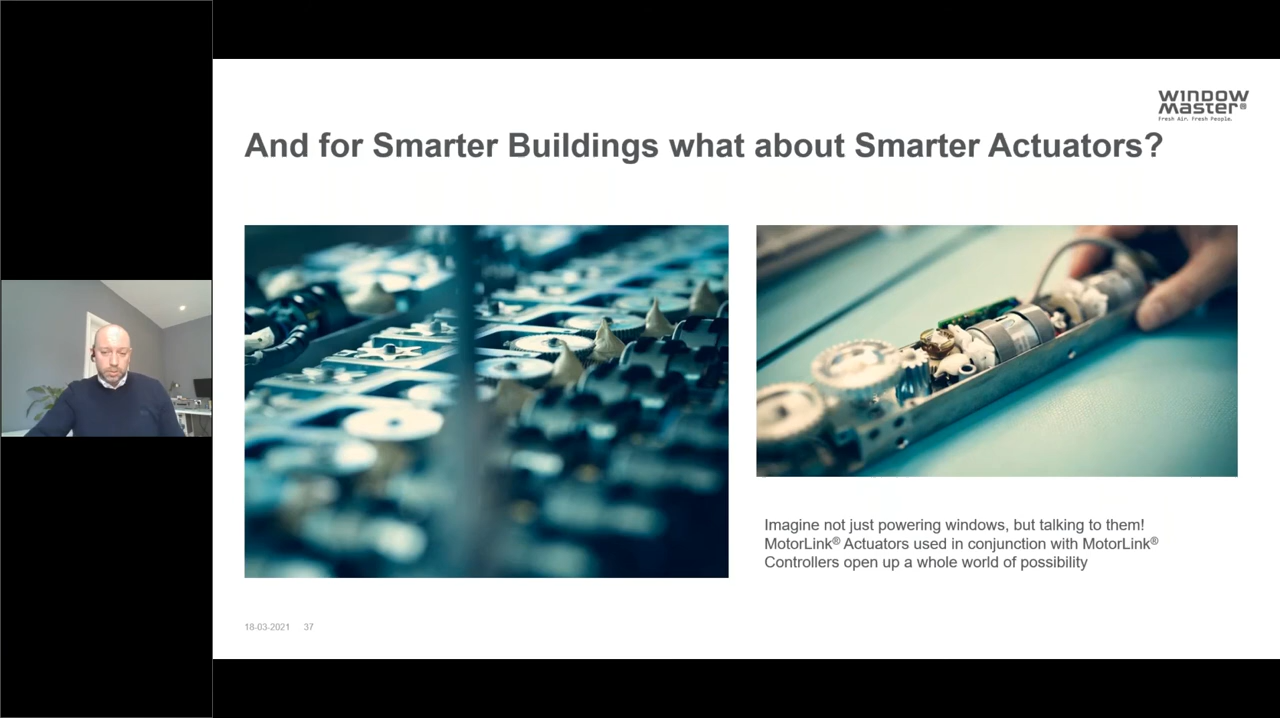 WINDOW
Master®
Fresh Air. Fresh People.
And for Smarter Buildings what about Smarter Actuators?
Imagine not just powering windows, but talking to them!
MotorLink® Actuators used in conjunction with MotorLink®
Controllers open up a whole world of possibility
18-03-2021 37